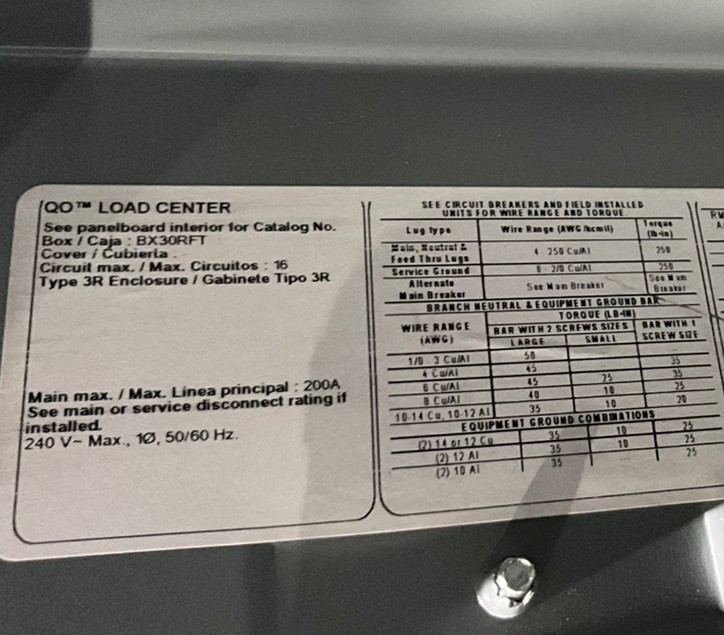 QO™ LOAD CENTER
See panelboard interior for Catalog No.
Box / Caja : BX30RFT
Cover / Cubierta :
Circuit max. / Max. Circuitos : 16
Type 3R Enclosure / Gabinete Tipo 3R
Main max. / Max. Linea principal : 200A
See main or service disconnect rating if
installed.
240 V~ Max., 1Ø, 50/60 Hz.
SEE CIRCUIT BREAKERS AND FIELD INSTALLED
UNITS FOR WIRE RANGE AND TORQUE.
Lug type Wire Range (AWG /kcmil) Torque (lb-in)
Main, Neutral & Feed Thru Lugs 4 250 Cu/Al 250
Service Ground 6 - 2/0 Cu/Al 250
Alternate Main Breaker See Main Breaker See Main Breaker
BRANCH NEUTRAL & EQUIPMENT GROUND BAR
TORQUE (LB-IN)
WIRE RANGE (AWG) BAR WITH 2 SCREWS SIZES BAR WITH 1 SCREW SIZE
LARGE SMALL
1/0 - 3 Cu/Al 50 35
4 Cu/Al 45 35
6 Cu/Al 45 25 25
8 Cu/Al 40 10 20
10-14 Cu, 10-12 Al 35 10
EQUIPMENT GROUND COMBINATIONS
(2) 14 or 12 Cu 35 10 25
(2) 12 Al 35 10 25
(2) 10 Al 35 25